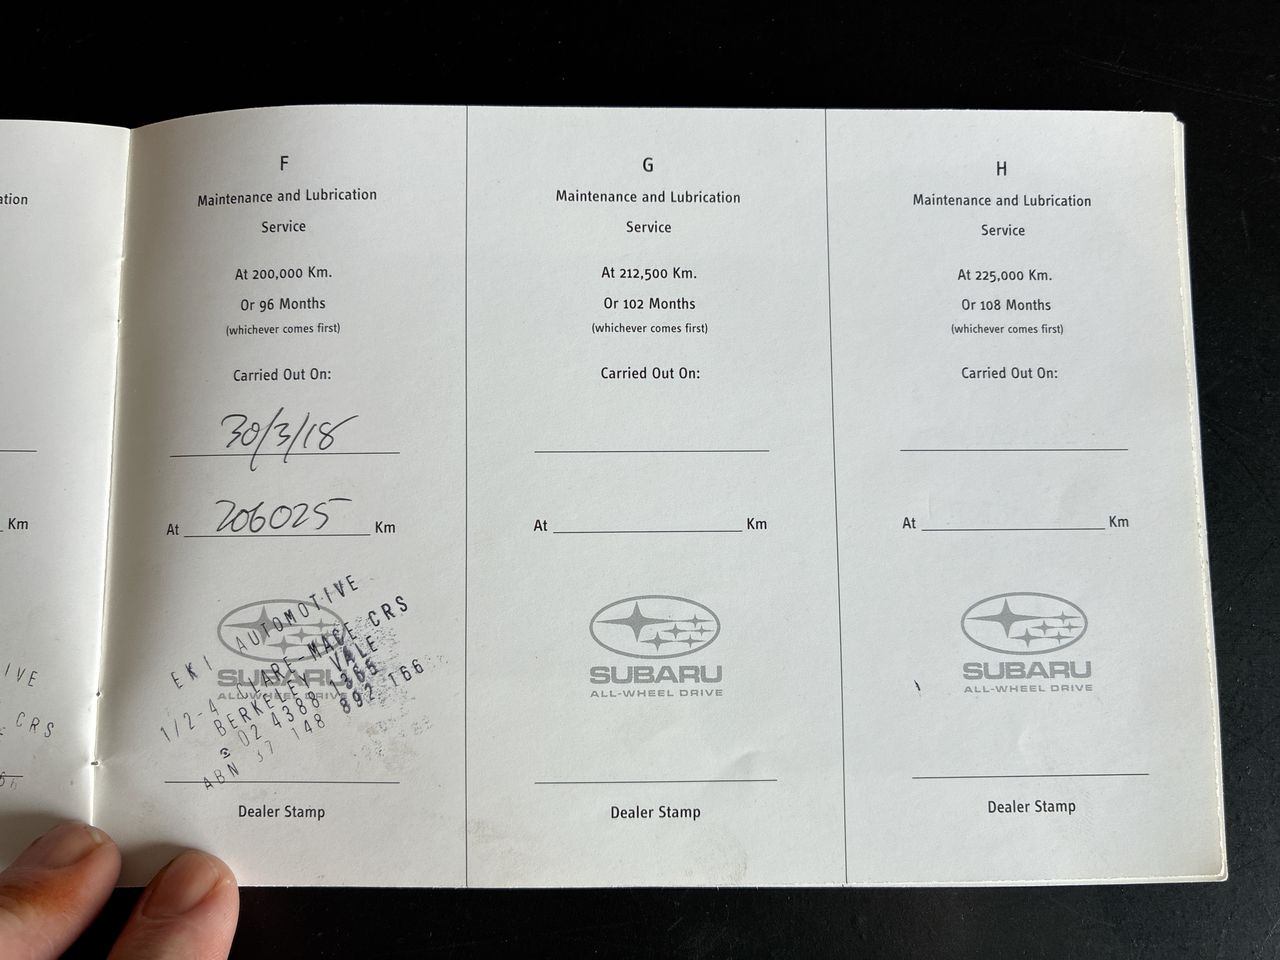 ation
Km
IVE
CRS
F
Maintenance and Lubrication
Service
At 200,000 Km.
Or 96 Months
(whichever comes first)
Carried Out On:
30/3/18
At 206025 Km
SUBARU
ALL-WHEEL DRIVE
EKI AUTOMOTIVE
1/2-4 CRS
BERKELEY VALE
02 4388 1365
ABN 37 148 892 166
Dealer Stamp
G
Maintenance and Lubrication
Service
At 212,500 Km.
Or 102 Months
(whichever comes first)
Carried Out On:
At Km
SUBARU
ALL-WHEEL DRIVE
Dealer Stamp
H
Maintenance and Lubrication
Service
At 225,000 Km.
Or 108 Months
(whichever comes first)
Carried Out On:
At Km
SUBARU
ALL-WHEEL DRIVE
Dealer Stamp